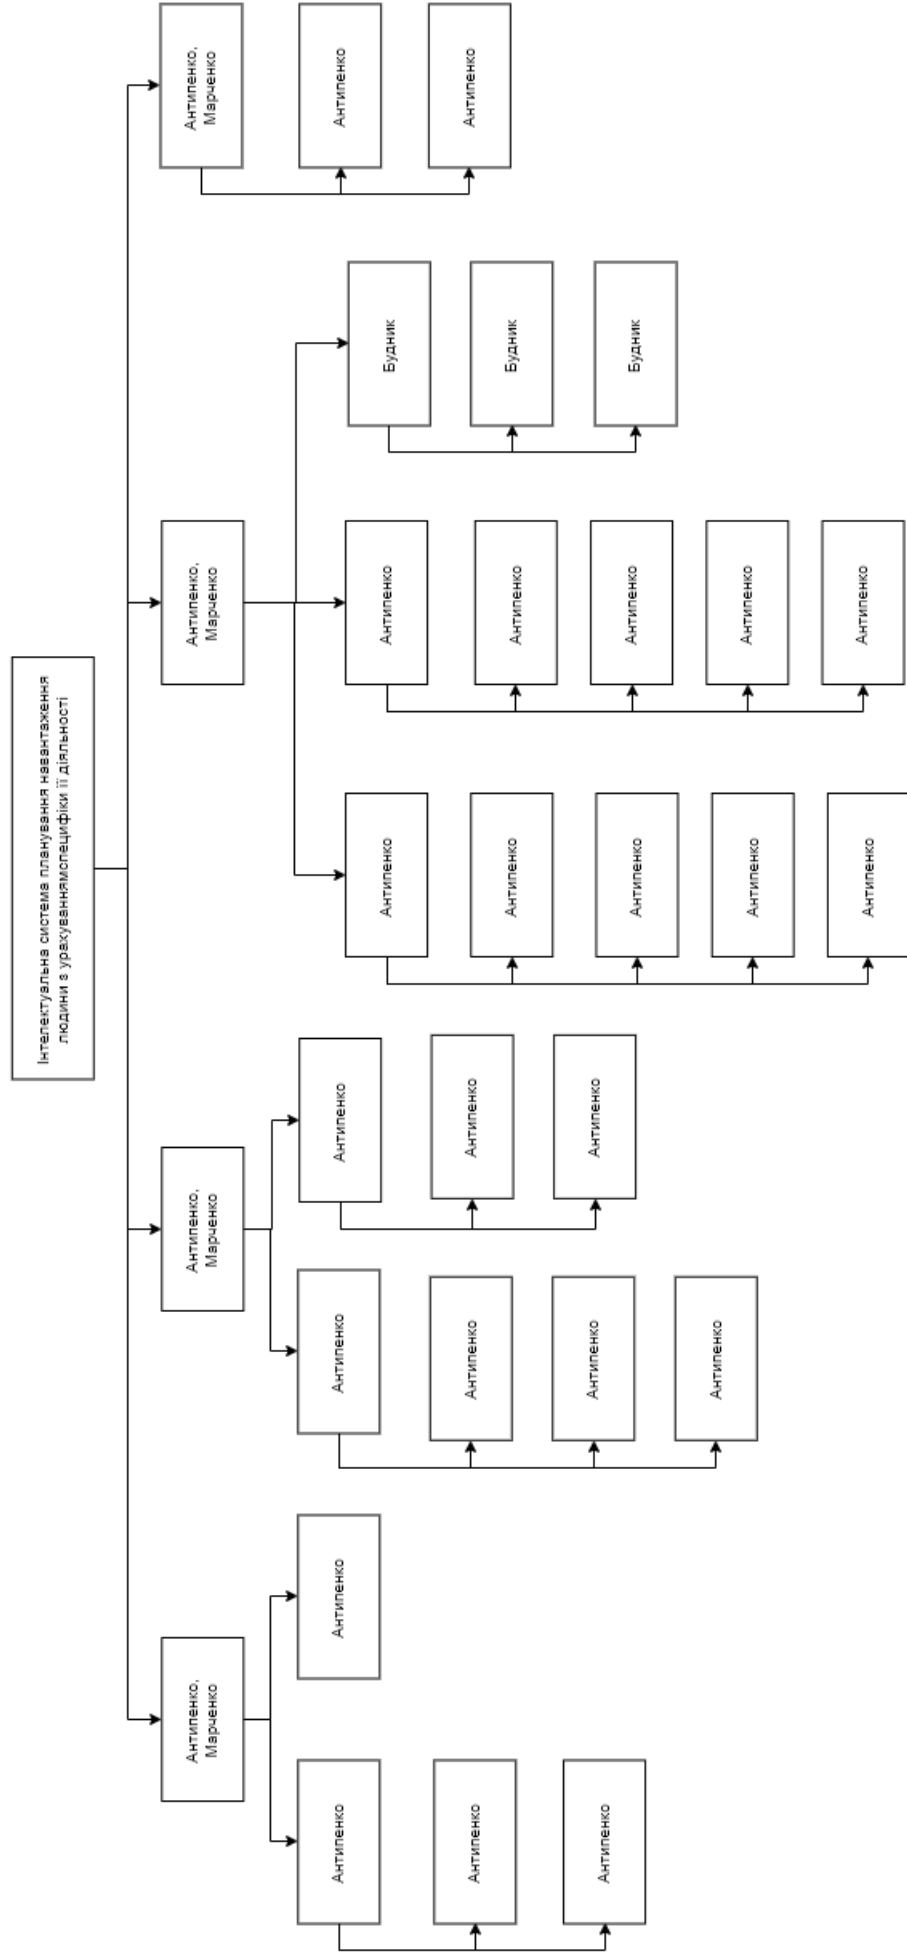 Інтелектуальна система планування навантаження
людини з урахуваннямспецифіки її діяльності
Антипенко,
Марченко
Антипенко
Антипенко
Антипенко
Антипенко
Антипенко,
Марченко
Антипенко
Антипенко
Антипенко
Антипенко
Антипенко
Антипенко
Антипенко
Антипенко,
Марченко
Антипенко
Антипенко
Антипенко
Антипенко
Антипенко
Антипенко
Антипенко
Антипенко
Антипенко
Антипенко
Будник
Будник
Будник
Антипенко,
Марченко
Антипенко
Антипенко